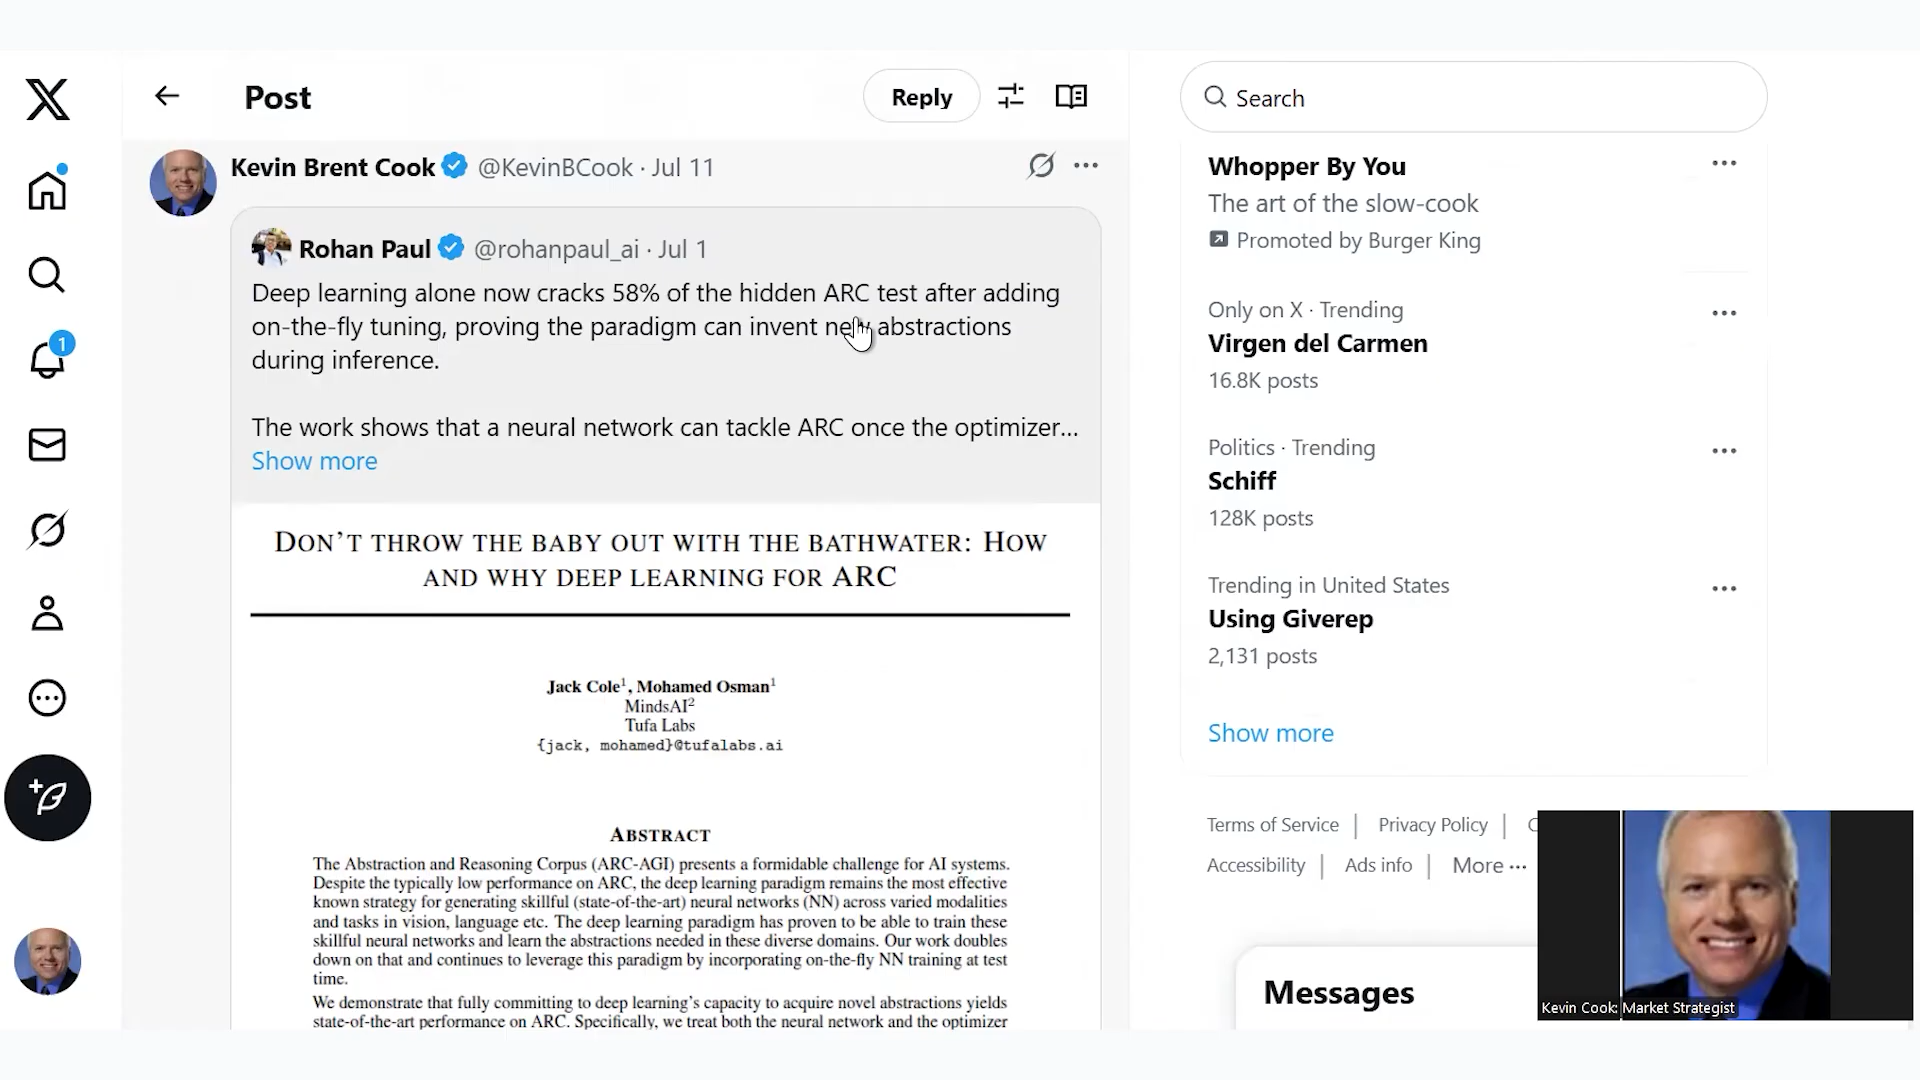 Post
Reply
Search
Kevin Brent Cook @KevinBCook · Jul 11
Rohan Paul @rohanpaul_ai · Jul 1
Deep learning alone now cracks 58% of the hidden ARC test after adding
on-the-fly tuning, proving the paradigm can invent new abstractions
during inference.
The work shows that a neural network can tackle ARC once the optimizer...
Show more
DON'T THROW THE BABY OUT WITH THE BATHWATER: HOW
AND WHY DEEP LEARNING FOR ARC
Jack Cole1, Mohamed Osman1
MindsAI2
Tufa Labs
{jack, mohamed}@tufalabs.ai
ABSTRACT
The Abstraction and Reasoning Corpus (ARC-AGI) presents a formidable challenge for AI systems.
Despite the typically low performance on ARC, the deep learning paradigm remains the most effective
known strategy for generating skillful (state-of-the-art) neural networks (NN) across varied modalities
and tasks in vision, language etc. The deep learning paradigm has proven to be able to train these
skillful neural networks and learn the abstractions needed in these diverse domains. Our work doubles
down on that and continues to leverage this paradigm by incorporating on-the-fly NN training at test
time.
We demonstrate that fully committing to deep learning's capacity to acquire novel abstractions yields
state-of-the-art performance on ARC. Specifically, we treat both the neural network and the optimizer
1
Whopper By You
The art of the slow-cook
Promoted by Burger King
Only on X · Trending
Virgen del Carmen
16.8K posts
Politics · Trending
Schiff
128K posts
Trending in United States
Using Giverep
2,131 posts
Show more
Terms of Service | Privacy Policy |
Accessibility | Ads info | More ...
Messages
Kevin Cook: Market Strategist